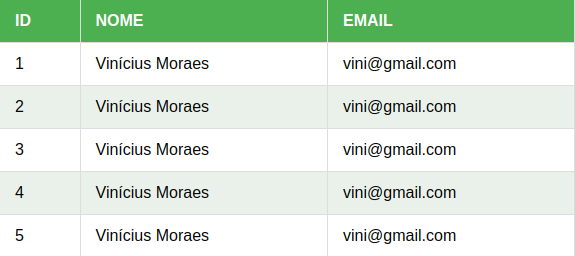 ID NOME EMAIL
1 Vinícius Moraes vini@gmail.com
2 Vinícius Moraes vini@gmail.com
3 Vinícius Moraes vini@gmail.com
4 Vinícius Moraes vini@gmail.com
5 Vinícius Moraes vini@gmail.com